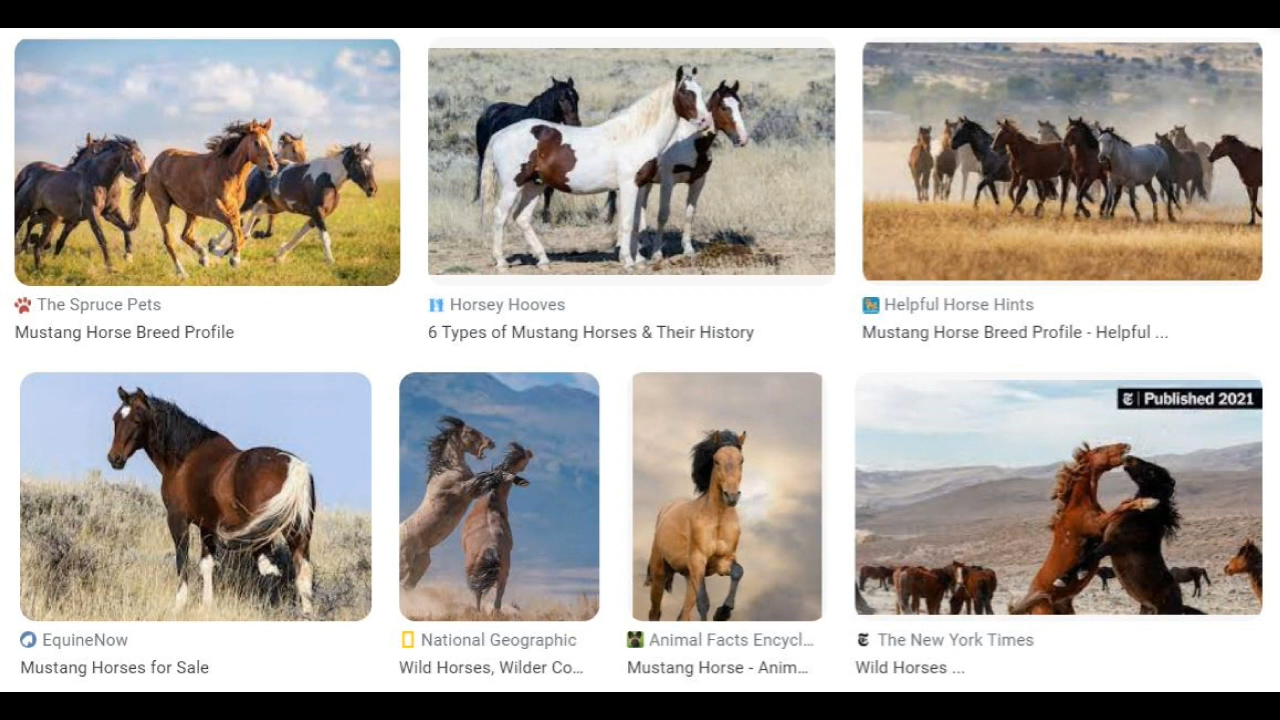 The Spruce Pets
Mustang Horse Breed Profile
Horsey Hooves
6 Types of Mustang Horses & Their History
Helpful Horse Hints
Mustang Horse Breed Profile - Helpful ...
Published 2021
EquineNow
Mustang Horses for Sale
National Geographic
Wild Horses, Wilder Co...
Animal Facts Encycl...
Mustang Horse - Anim...
The New York Times
Wild Horses ...